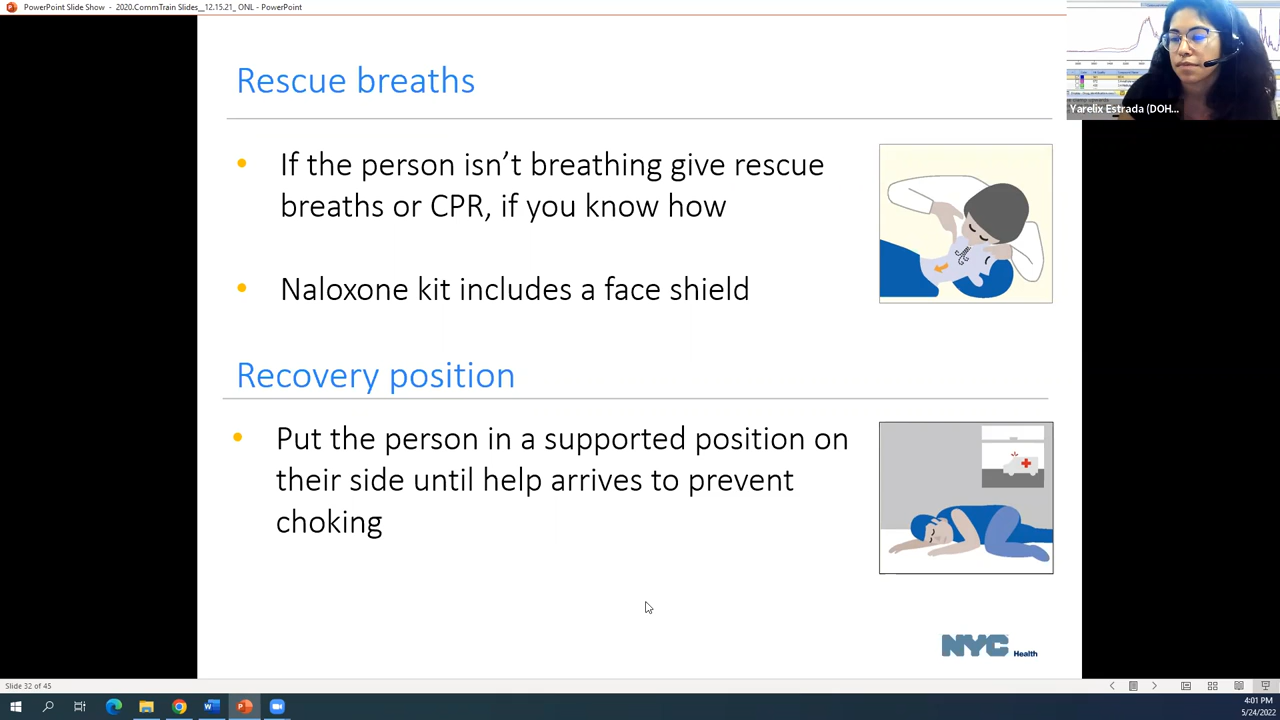 PowerPoint Slide Show - 2020.CommTrain Slides__12.15.21_ ONL - PowerPoint
Yarelix Estrada (DOH...
Rescue breaths
• If the person isn’t breathing give rescue
breaths or CPR, if you know how
• Naloxone kit includes a face shield
Recovery position
• Put the person in a supported position on
their side until help arrives to prevent
choking
NYC Health
Slide 32 of 45
4:01 PM
5/24/2022